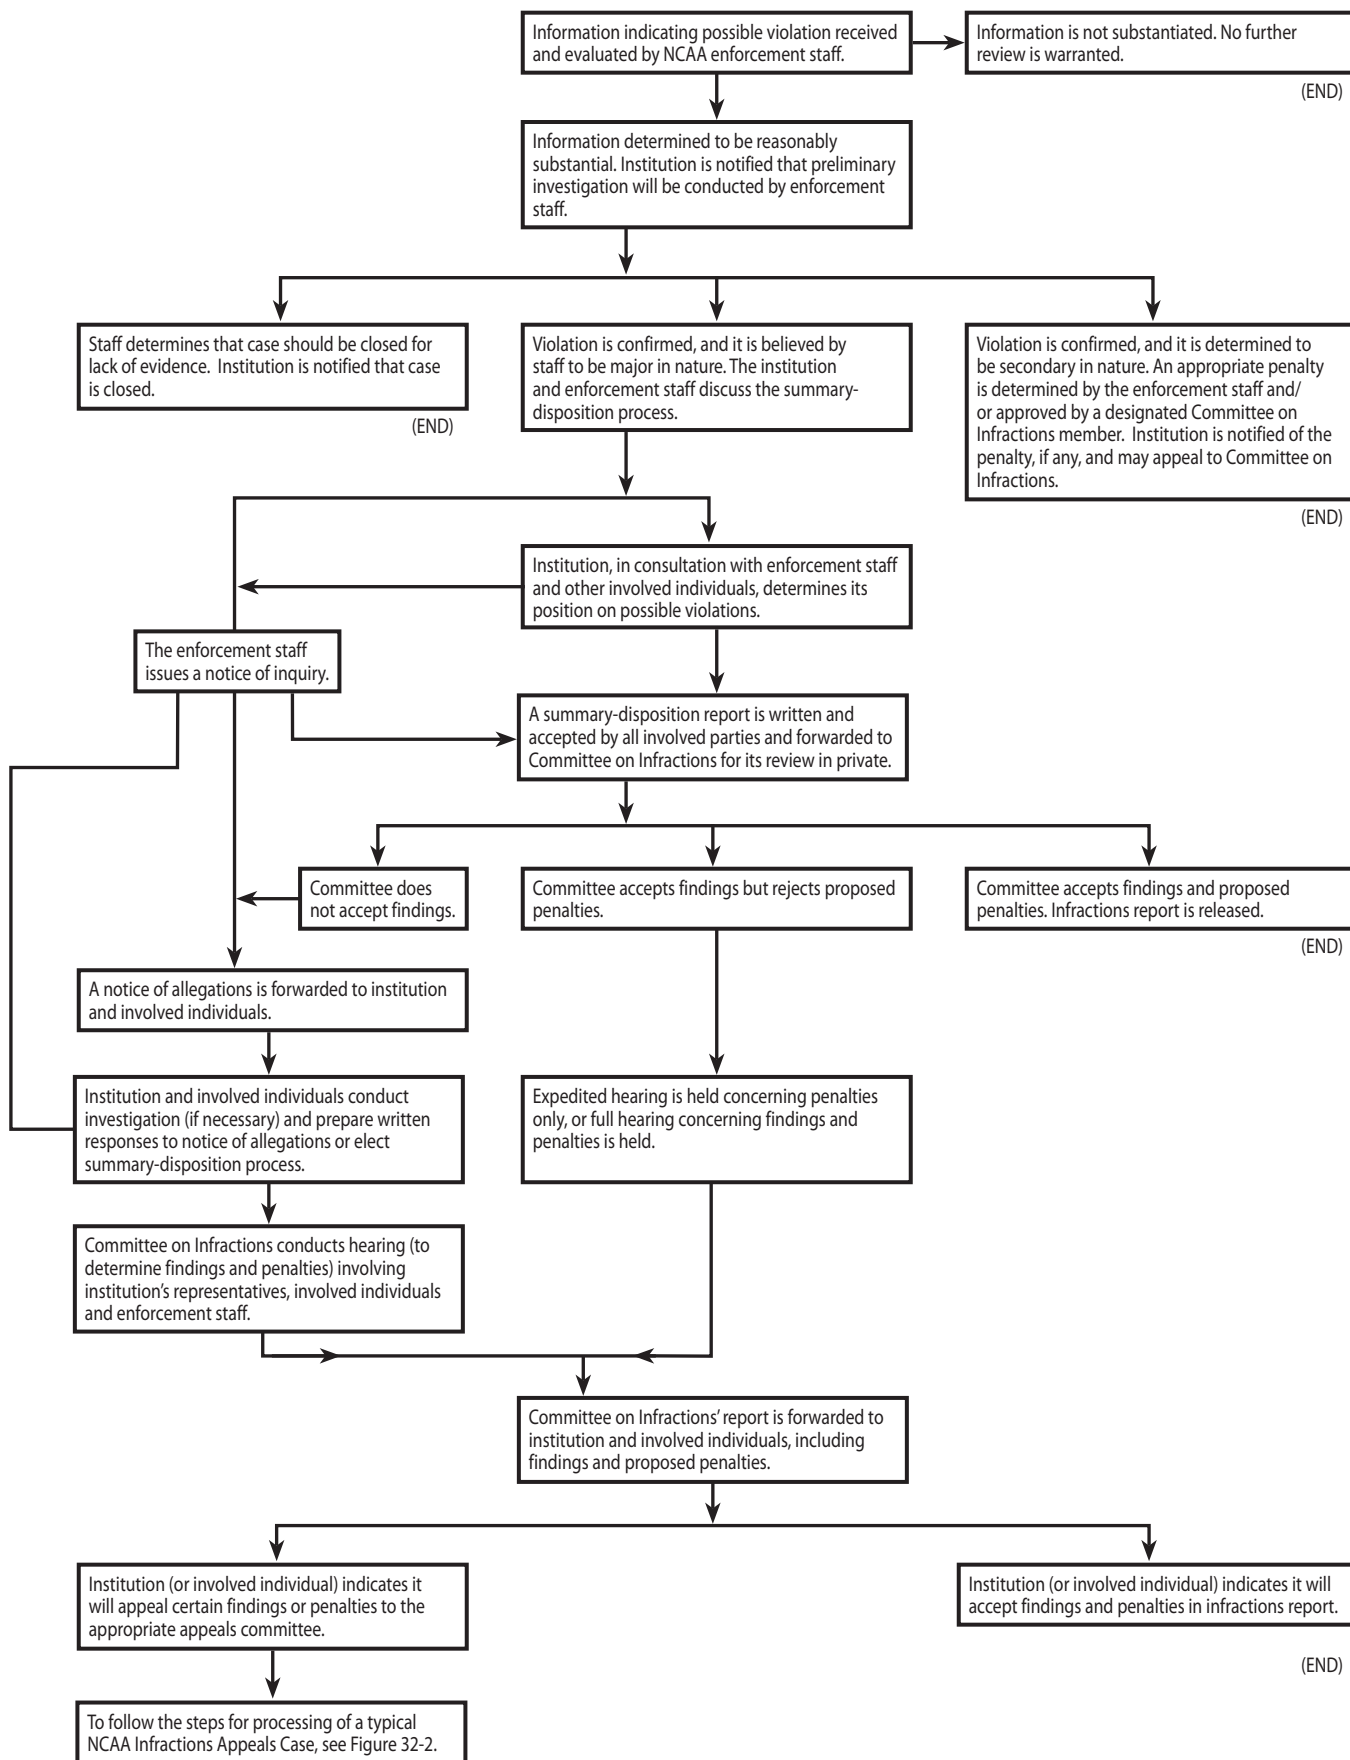 Information indicating possible violation received
and evaluated by NCAA enforcement staff.
Information is not substantiated. No further
review is warranted.
(END)
Information determined to be reasonably
substantial. Institution is notified that preliminary
investigation will be conducted by enforcement
staff.
Staff determines that case should be closed for
lack of evidence. Institution is notified that case
is closed.
(END)
Violation is confirmed, and it is believed by
staff to be major in nature. The institution
and enforcement staff discuss the summary-
disposition process.
Violation is confirmed, and it is determined to
be secondary in nature. An appropriate penalty
is determined by the enforcement staff and/
or approved by a designated Committee on
Infractions member. Institution is notified of the
penalty, if any, and may appeal to Committee on
Infractions.
(END)
Institution, in consultation with enforcement staff
and other involved individuals, determines its
position on possible violations.
The enforcement staff
issues a notice of inquiry.
A summary-disposition report is written and
accepted by all involved parties and forwarded to
Committee on Infractions for its review in private.
Committee does
not accept findings.
Committee accepts findings but rejects proposed
penalties.
Committee accepts findings and proposed
penalties. Infractions report is released.
(END)
A notice of allegations is forwarded to institution
and involved individuals.
Institution and involved individuals conduct
investigation (if necessary) and prepare written
responses to notice of allegations or elect
summary-disposition process.
Expedited hearing is held concerning penalties
only, or full hearing concerning findings and
penalties is held.
Committee on Infractions conducts hearing (to
determine findings and penalties) involving
institution's representatives, involved individuals
and enforcement staff.
Committee on Infractions' report is forwarded to
institution and involved individuals, including
findings and proposed penalties.
Institution (or involved individual) indicates it
will appeal certain findings or penalties to the
appropriate appeals committee.
Institution (or involved individual) indicates it will
accept findings and penalties in infractions report.
(END)
To follow the steps for processing of a typical
NCAA Infractions Appeals Case, see Figure 32-2.